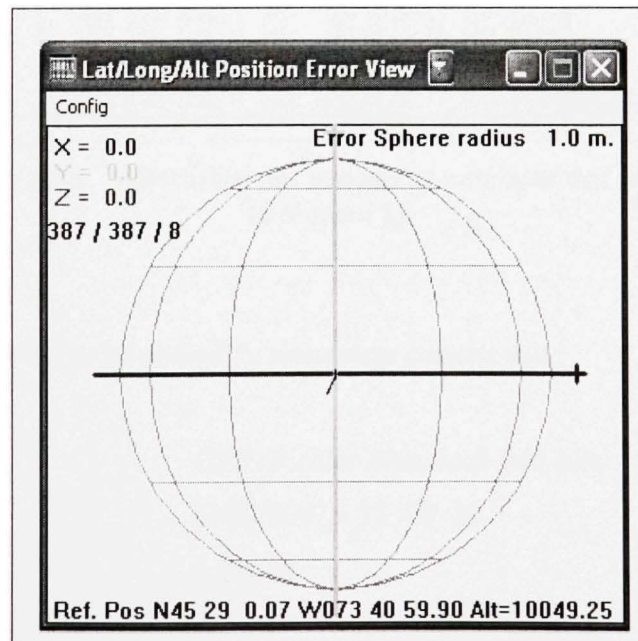 Lat/Long/Alt Position Error View
Config
Error Sphere radius 1.0 m.
X = 0.0
Y = 0.0
Z = 0.0
387 / 387 / 8
Ref. Pos N45 29 0.07 W073 40 59.90 Alt=10049.25